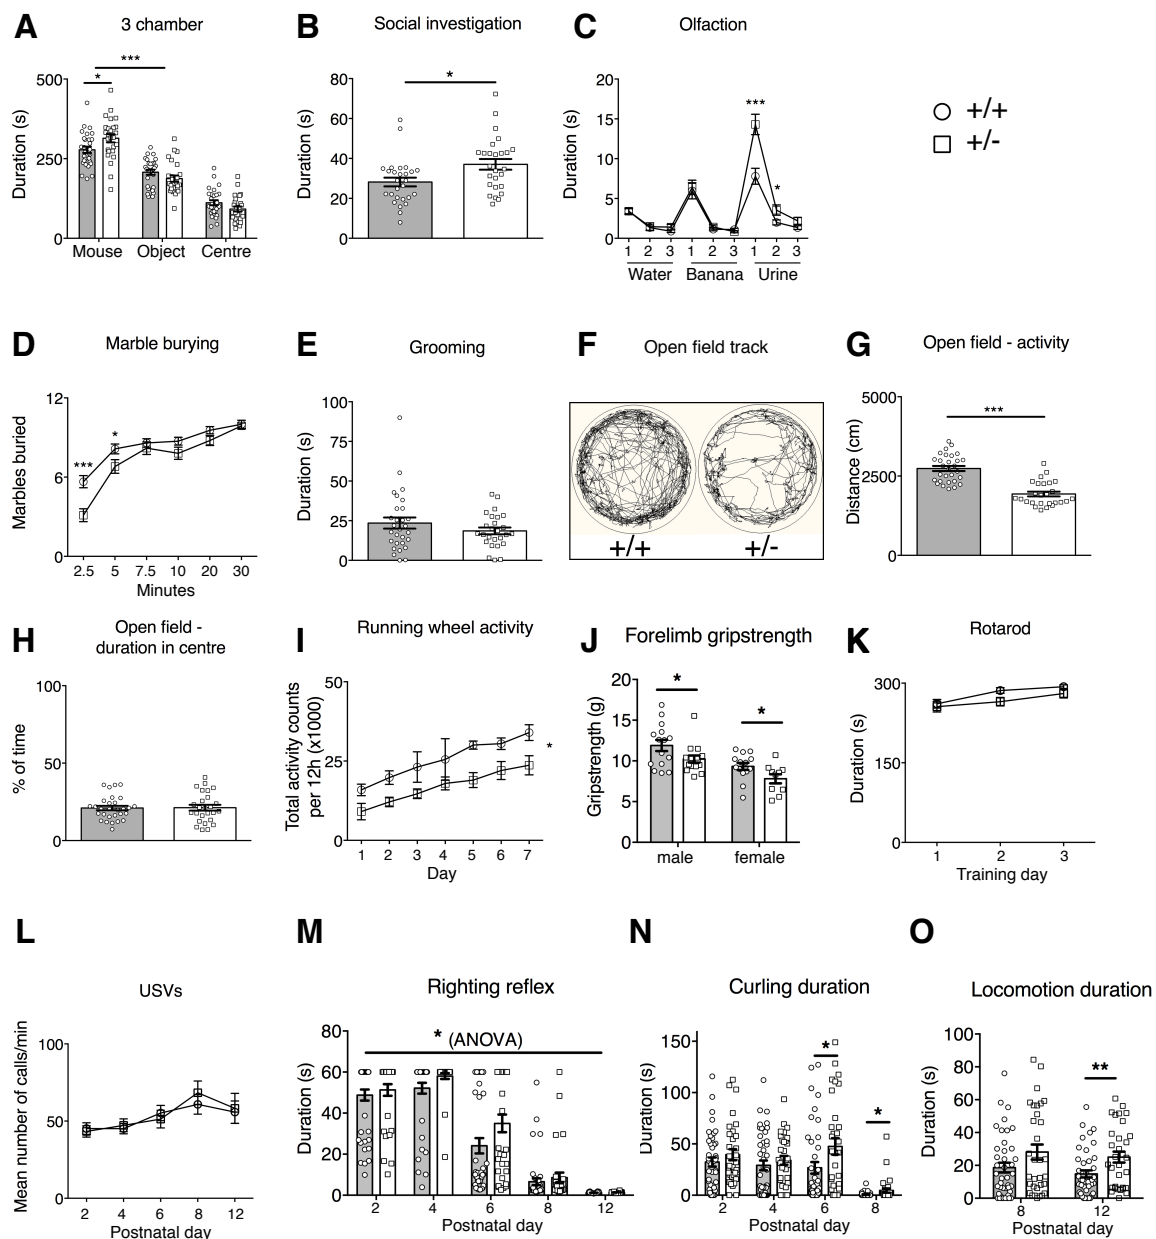 A
3 chamber
***
*
500
250
0
Duration (s)
Mouse Object Centre
B
Social investigation
*
80
60
40
20
0
Duration (s)
C
Olfaction
***
*
20
15
10
5
0
Duration (s)
1 2 3 1 2 3 1 2 3
Water Banana Urine
+/+
+/-
D
Marble burying
***
*
12
6
0
Marbles buried
2.5 5 7.5 10 20 30
Minutes
E
Grooming
100
75
50
25
0
Duration (s)
F
Open field track
+/+ +/-
G
Open field - activity
***
5000
2500
0
Distance (cm)
H
Open field -
duration in centre
100
50
0
% of time
I
Running wheel activity
50
25
0
Total activity counts
per 12h (x1000)
*
1 2 3 4 5 6 7
Day
J
Forelimb gripstrength
*
*
20
15
10
5
0
Gripstrength (g)
male female
K
Rotarod
300
150
0
Duration (s)
1 2 3
Training day
L
USVs
100
50
0
Mean number of calls/min
2 4 6 8 12
Postnatal day
M
Righting reflex
* (ANOVA)
80
60
40
20
0
Duration (s)
2 4 6 8 12
Postnatal day
N
Curling duration
*
*
150
100
50
0
Duration (s)
2 4 6 8
Postnatal day
O
Locomotion duration
**
100
80
60
40
20
0
Duration (s)
8 12
Postnatal day